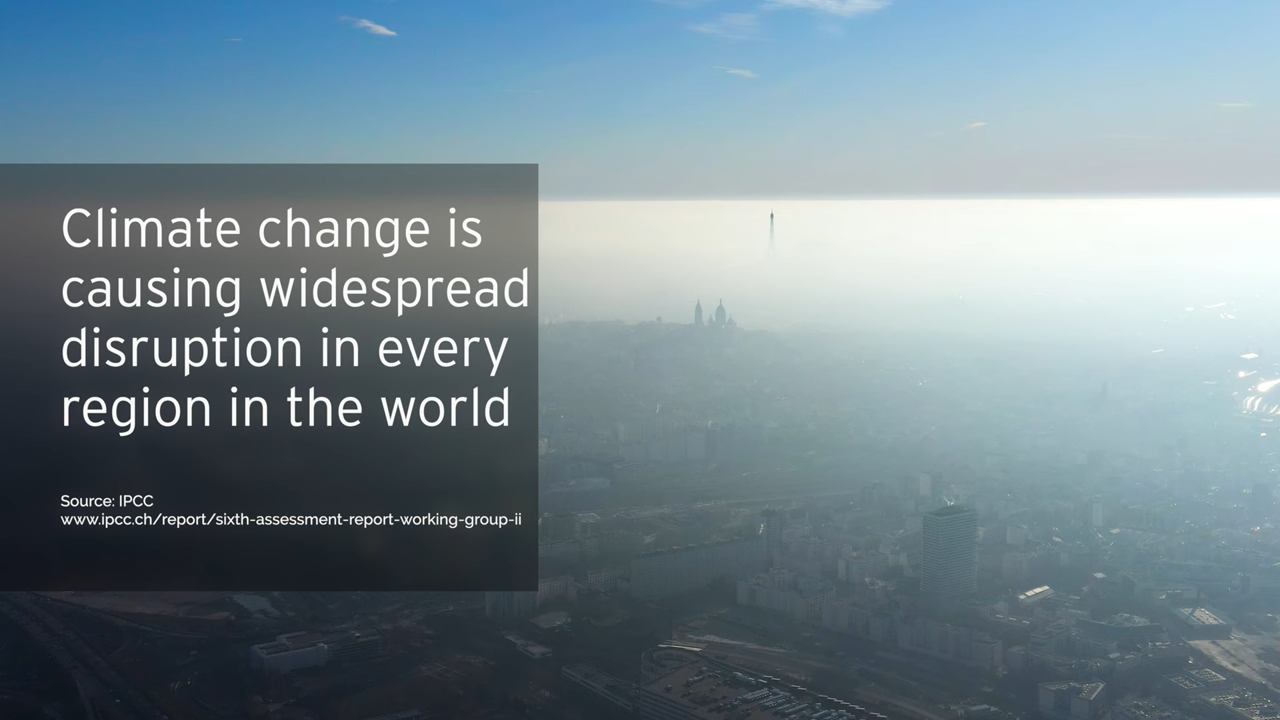 Climate change is
causing widespread
disruption in every
region in the world
Source: IPCC
www.ipcc.ch/report/sixth-assessment-report-working-group-ii